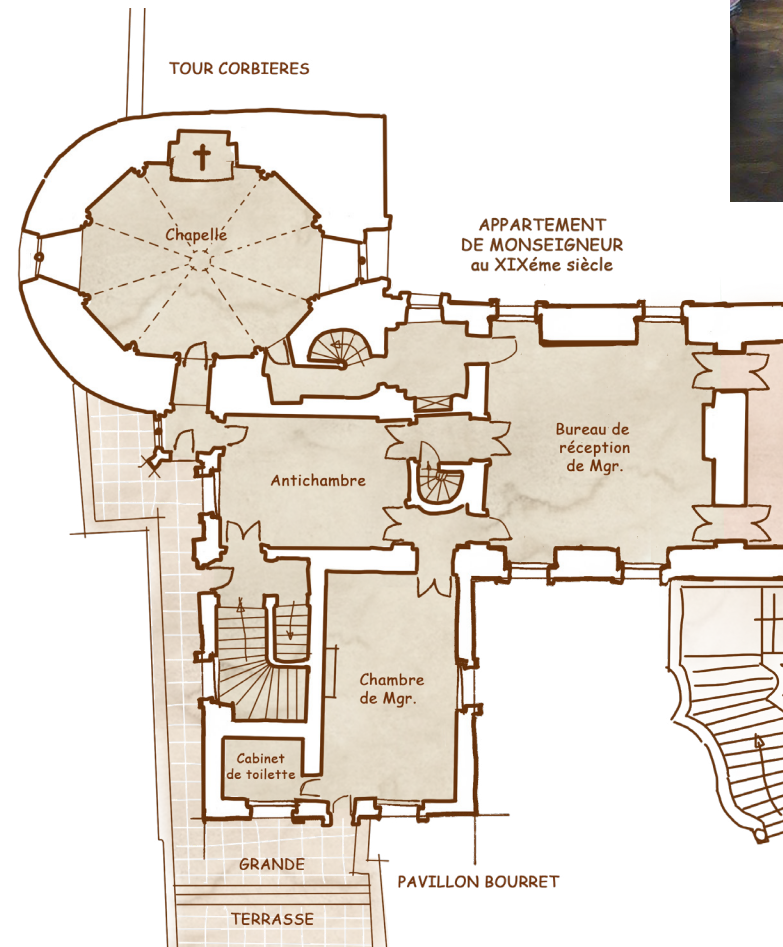 TOUR CORBIERES
Chapelle
APPARTEMENT
DE MONSEIGNEUR
au XIXéme siècle
Bureau de
réception
de Mgr.
Antichambre
Chambre
de Mgr.
Cabinet
de toilette
GRANDE
PAVILLON BOURRET
TERRASSE